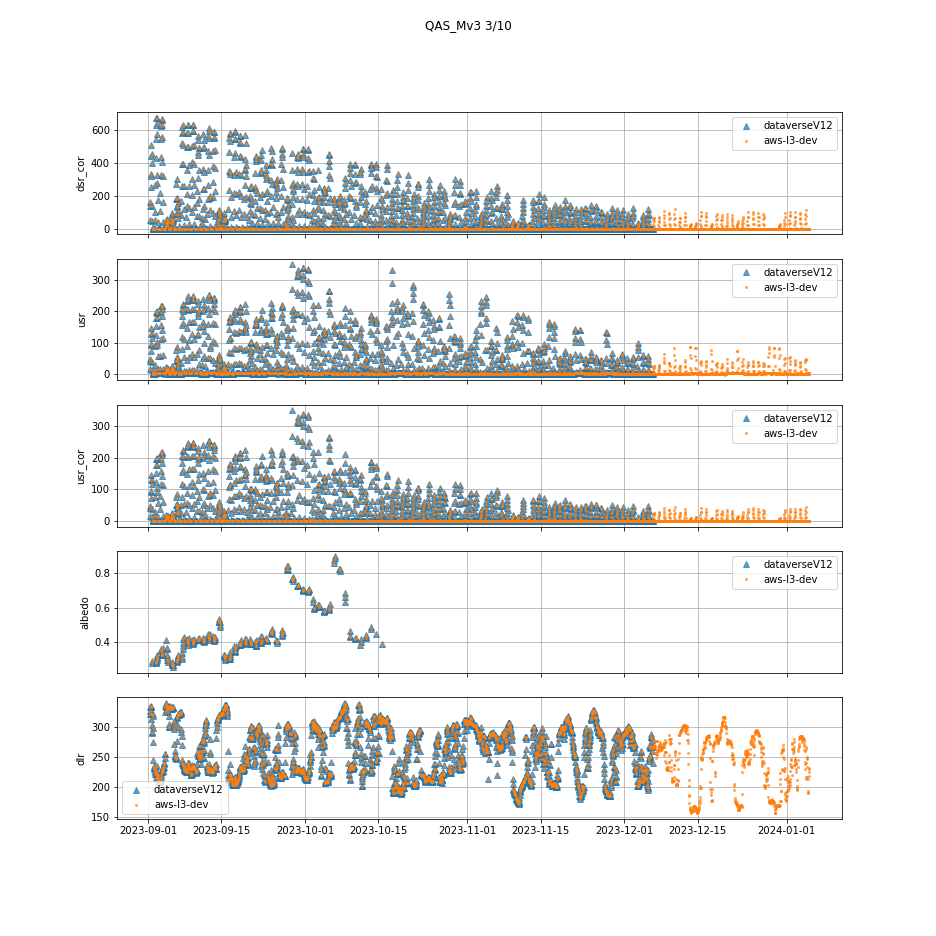 QAS_Mv3 3/10
dsr_cor
600
400
200
0
dataverseV12
aws-l3-dev
usr
300
200
100
0
dataverseV12
aws-l3-dev
usr_cor
300
200
100
0
dataverseV12
aws-l3-dev
albedo
0.8
0.6
0.4
dataverseV12
aws-l3-dev
dlr
300
250
200
150
dataverseV12
aws-l3-dev
2023-09-01 2023-09-15 2023-10-01 2023-10-15 2023-11-01 2023-11-15 2023-12-01 2023-12-15 2024-01-01